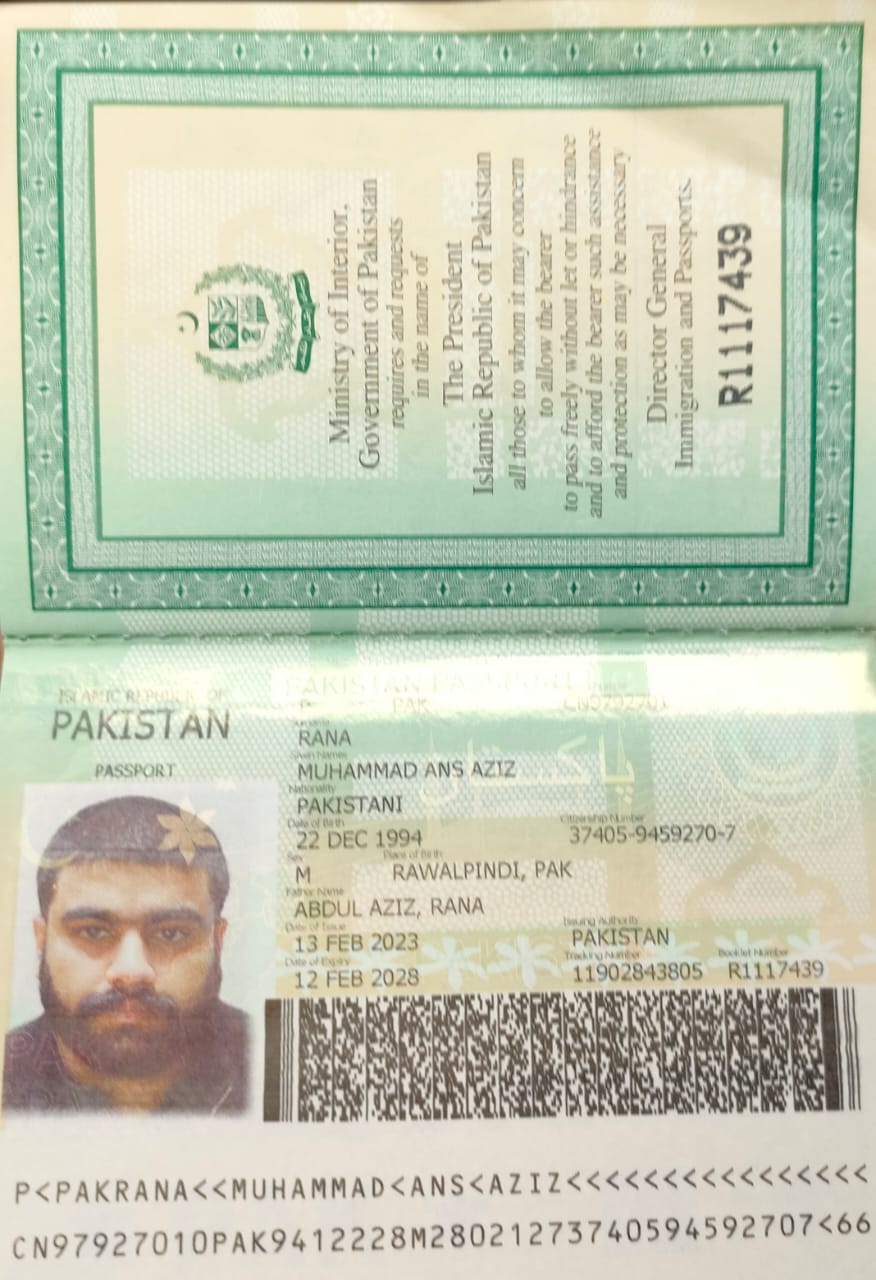 Ministry of Interior,
Government of Pakistan
requires and requests
in the name of
The President
Islamic Republic of Pakistan
all those to whom it may concern
to allow the bearer
to pass freely without let or hindrance
and to afford the bearer such assistance
and protection as may be necessary
Director General
Immigration and Passports.
R1117439
ISLAMIC REPUBLIC OF
PAKISTAN
PASSPORT
PAKISTAN PASSPORT
P PAK CN9792701
RANA
Given Names
MUHAMMAD ANS AZIZ
Nationality
PAKISTANI
Date of Birth Citizenship Number
22 DEC 1994 37405-9459270-7
Sex Place of Birth
M RAWALPINDI, PAK
Father Name
ABDUL AZIZ, RANA
Date of Issue Issuing Authority
13 FEB 2023 PAKISTAN
Date of Expiry Tracking Number Booklet Number
12 FEB 2028 11902843805 R1117439
P<PAKRANA<<MUHAMMAD<ANS<AZIZ<<<<<<<<<<<<<<<<
CN97927010PAK9412228M28021273740594592707<66